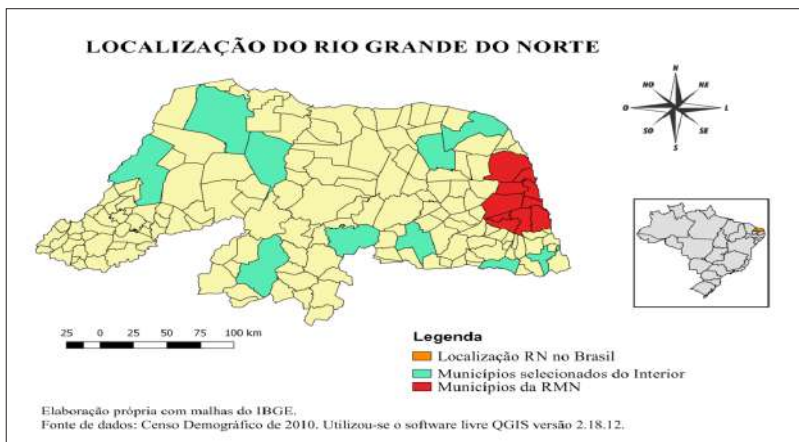 LOCALIZAÇÃO DO RIO GRANDE DO NORTE
N
NO
NE
O
L
SO
SE
S
25 0 25 50 75 100 km
Legenda
Localização RN no Brasil
Municípios selecionados do Interior
Municípios da RMN
Elaboração própria com malhas do IBGE.
Fonte de dados: Censo Demográfico de 2010. Utilizou-se o software livre QGIS versão 2.18.12.